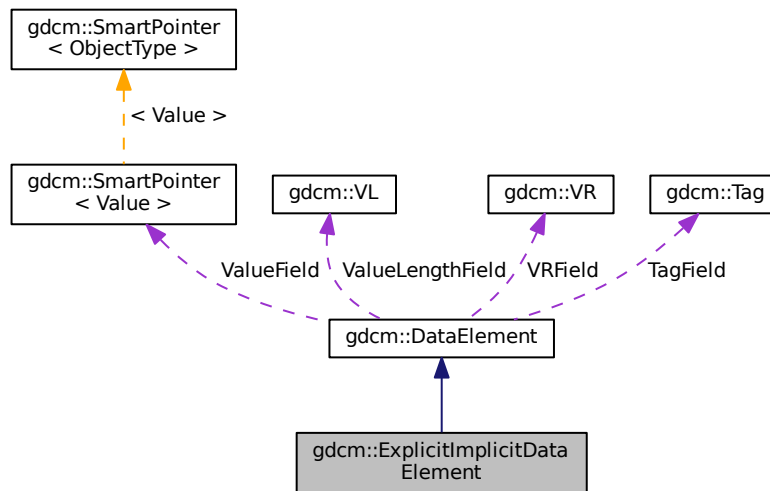 gdcm::SmartPointer
< ObjectType >
< Value >
gdcm::SmartPointer
< Value >
gdcm::VL
gdcm::VR
gdcm::Tag
ValueField
ValueLengthField
VRField
TagField
gdcm::DataElement
gdcm::ExplicitImplicitData
Element